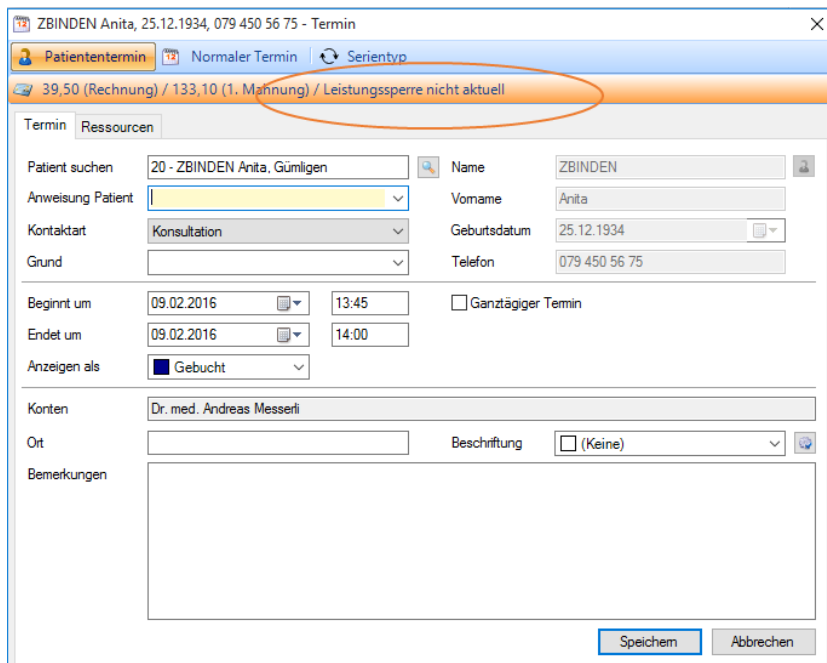 ZBINDEN Anita, 25.12.1934, 079 450 56 75 - Termin
Patiententermin 12 Normaler Termin Serientyp
39,50 (Rechnung) / 133,10 (1. Mahnung) / Leistungssperre nicht aktuell
Termin Ressourcen
Patient suchen 20 - ZBINDEN Anita, Gümligen Name ZBINDEN
Anweisung Patient Vorname Anita
Kontaktart Konsultation Geburtsdatum 25.12.1934
Grund Telefon 079 450 56 75
Beginnt um 09.02.2016 13:45 Ganztägiger Termin
Endet um 09.02.2016 14:00
Anzeigen als Gebucht
Konten Dr. med. Andreas Messerli
Ort Beschriftung (Keine)
Bemerkungen
Speichern Abbrechen